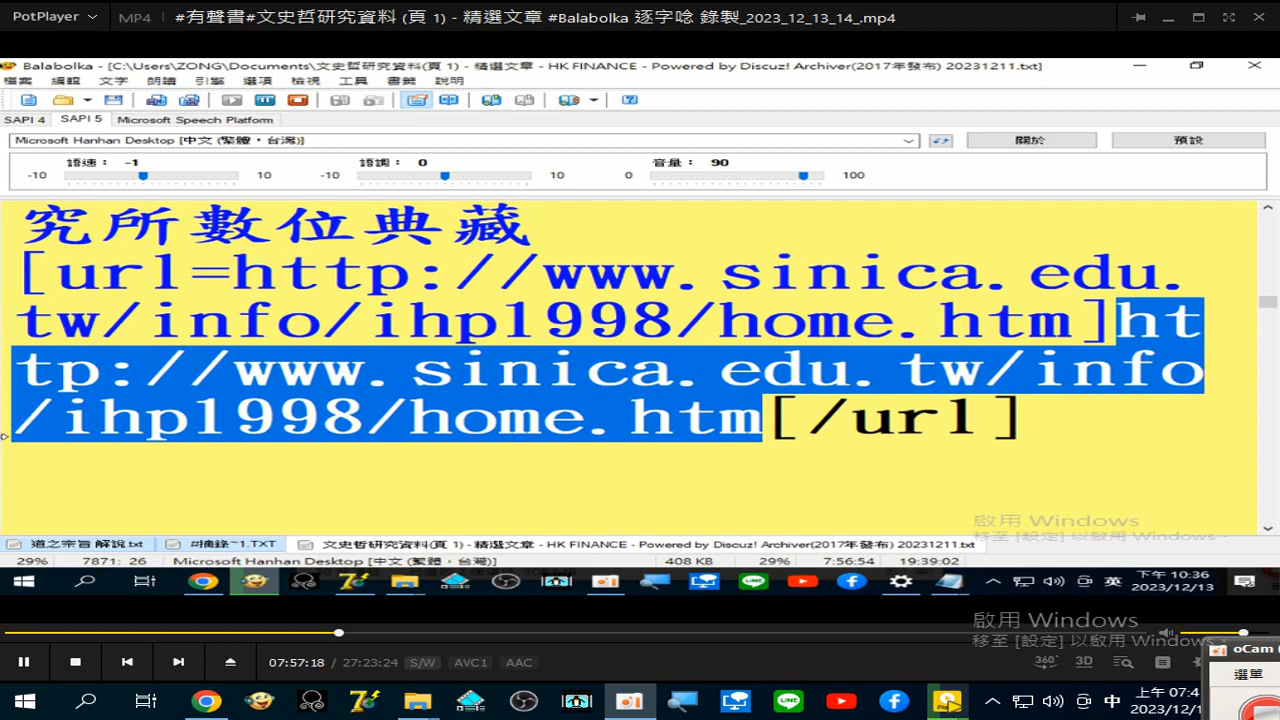 PotPlayer MP4 #有聲書#文史哲研究資料 (頁 1) - 精選文章 #Balabolka 逐字唸 錄製_2023_12_13_14_.mp4
Balabolka - [C:\Users\ZONG\Documents\文史哲研究資料(頁 1) - 精選文章 - HK FINANCE - Powered by Discuz! Archiver(2017年發布) 20231211.txt]
檔案 編輯 文字 朗讀 引擎 選項 檢視 工具 書籤 說明
SAPI 4 SAPI 5 Microsoft Speech Platform
Microsoft Hanhan Desktop [中文 (繁體，台灣)] 關於 預設
語速： -1 語調： 0 音量： 90
-10 10 -10 10 0 100
究所數位典藏
[url=http://www.sinica.edu.
tw/info/ihp1998/home.htm]ht
tp://www.sinica.edu.tw/info
/ihp1998/home.htm[/url]
啟用 Windows
移至 [設定] 以啟用 Windows。
道之宗旨 解說.txt #摘錄~1.TXT 文史哲研究資料(頁 1) - 精選文章 - HK FINANCE - Powered by Discuz! Archiver(2017年發布) 20231211.txt
29% 7871: 26 Microsoft Hanhan Desktop [中文 (繁體，台灣)] 408 KB 29% 7:56:54 19:39:02
英 下午 10:36
2023/12/13
啟用 Windows
移至 [設定] 以啟用 Windows。
oCam
07:57:18 / 27:23:24 S/W AVC1 AAC 360° 3D
選單
中 上午 07:4
2023/12/1